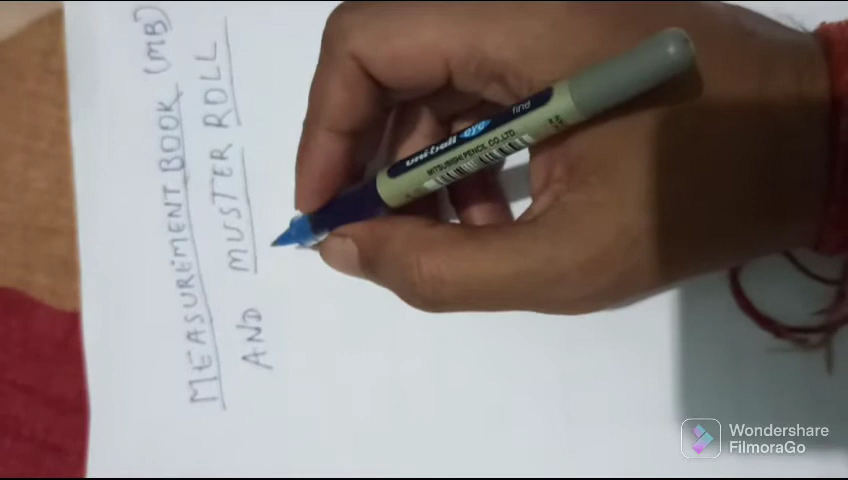 MEASUREMENT BOOK (MB)
AND MUSTER ROLL
uni-ball eye fine
MITSUBISHI PENCIL CO., LTD
Wondershare
FilmoraGo